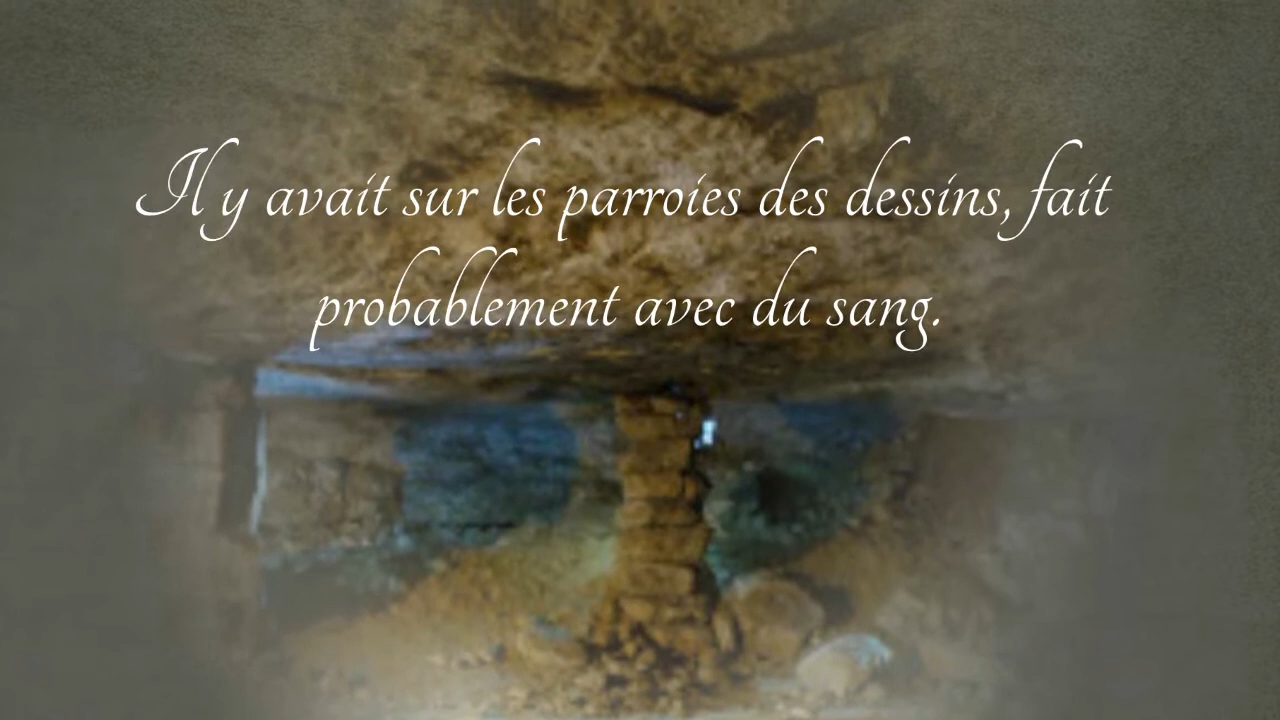 Il y avait sur les parroies des dessins, fait
probablement avec du sang.